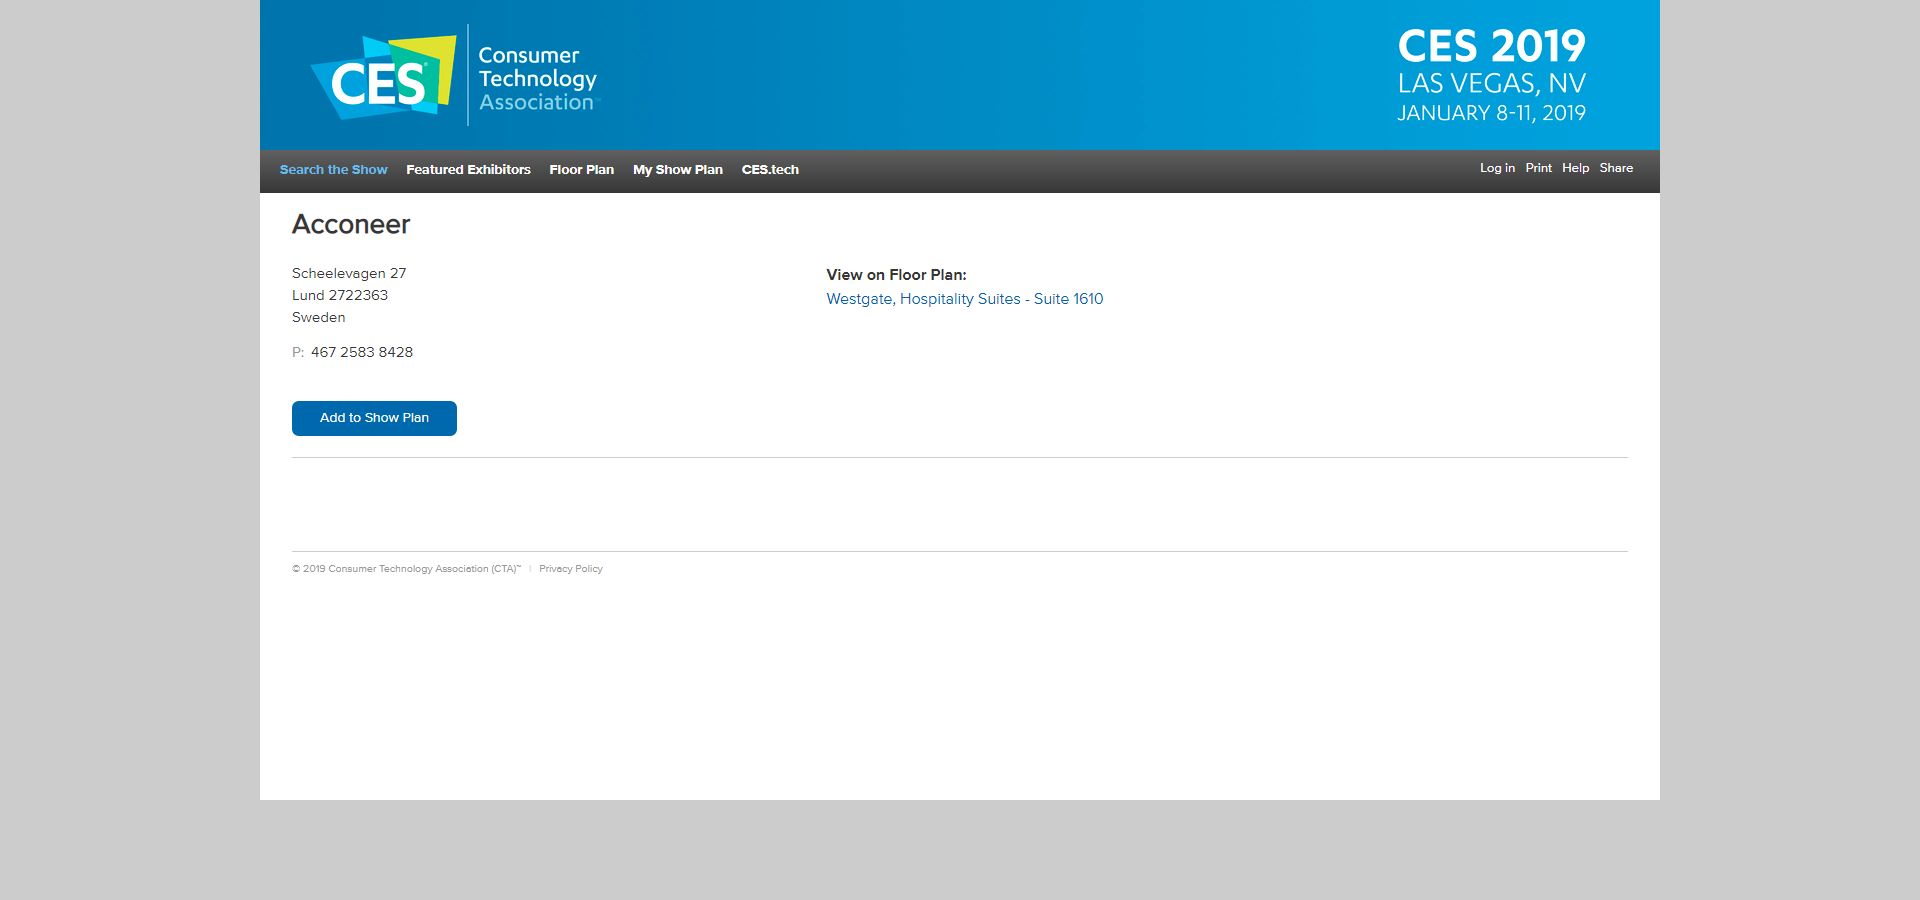 CES®
Consumer
Technology
Association™
CES 2019
LAS VEGAS, NV
JANUARY 8-11, 2019
Search the Show Featured Exhibitors Floor Plan My Show Plan CES.tech Log in Print Help Share
Acconeer
Scheelevagen 27
Lund 2722363
Sweden
P: 467 2583 8428
View on Floor Plan:
Westgate, Hospitality Suites - Suite 1610
Add to Show Plan
© 2019 Consumer Technology Association (CTA)™ | Privacy Policy